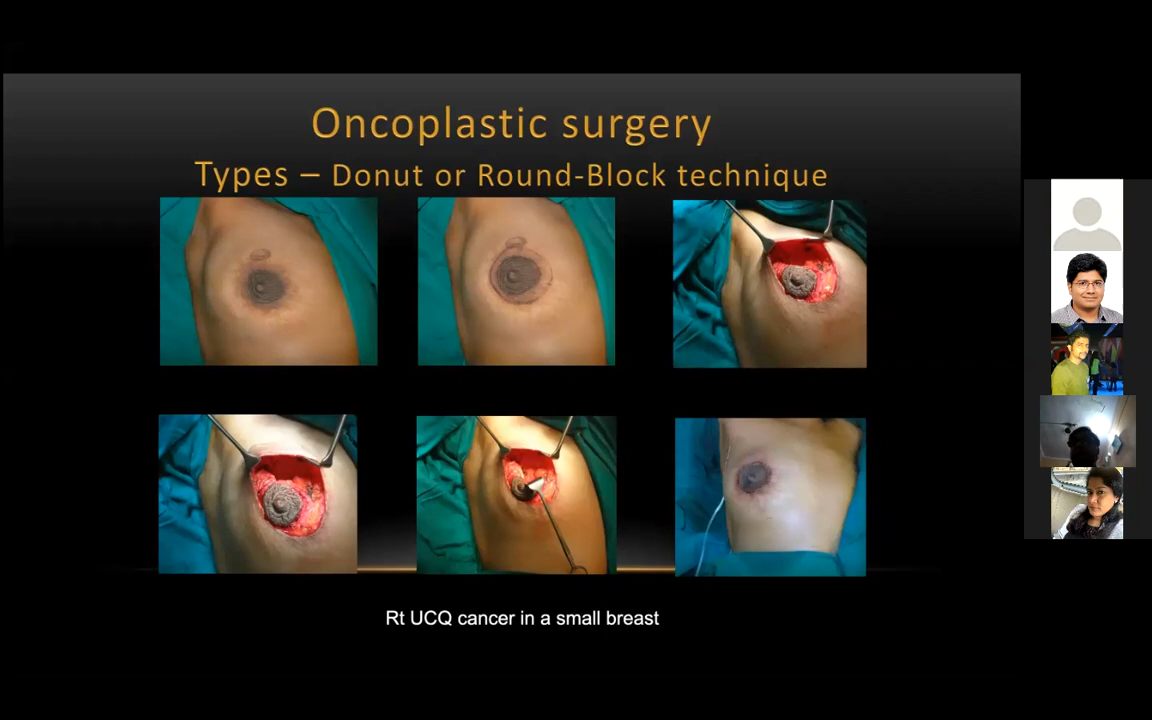 Oncoplastic surgery
Types – Donut or Round-Block technique
Rt UCQ cancer in a small breast